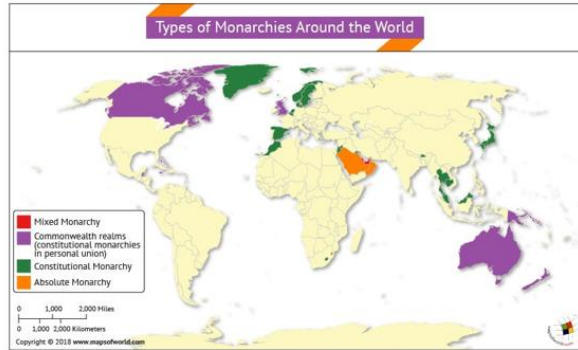 Types of Monarchies Around the World
Mixed Monarchy
Commonwealth realms
(constitutional monarchies
in personal union)
Constitutional Monarchy
Absolute Monarchy
0 1,000 2,000 Miles
0 1,000 2,000 Kilometers
Copyright © 2018 www.mapsofworld.com